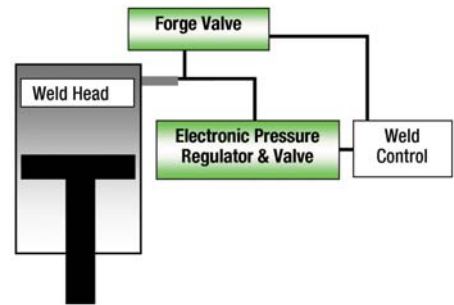 Forge Valve
Weld Head
Electronic Pressure
Regulator & Valve
Weld
Control